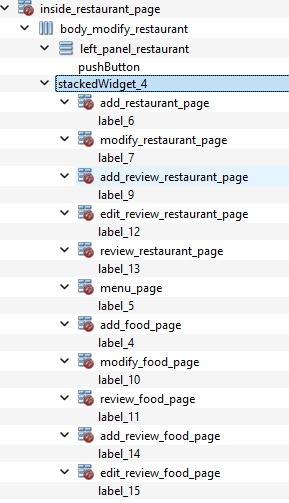 inside_restaurant_page
body_modify_restaurant
left_panel_restaurant
pushButton
stackedWidget_4
add_restaurant_page
label_6
modify_restaurant_page
label_7
add_review_restaurant_page
label_9
edit_review_restaurant_page
label_12
review_restaurant_page
label_13
menu_page
label_5
add_food_page
label_4
modify_food_page
label_10
review_food_page
label_11
add_review_food_page
label_14
edit_review_food_page
label_15